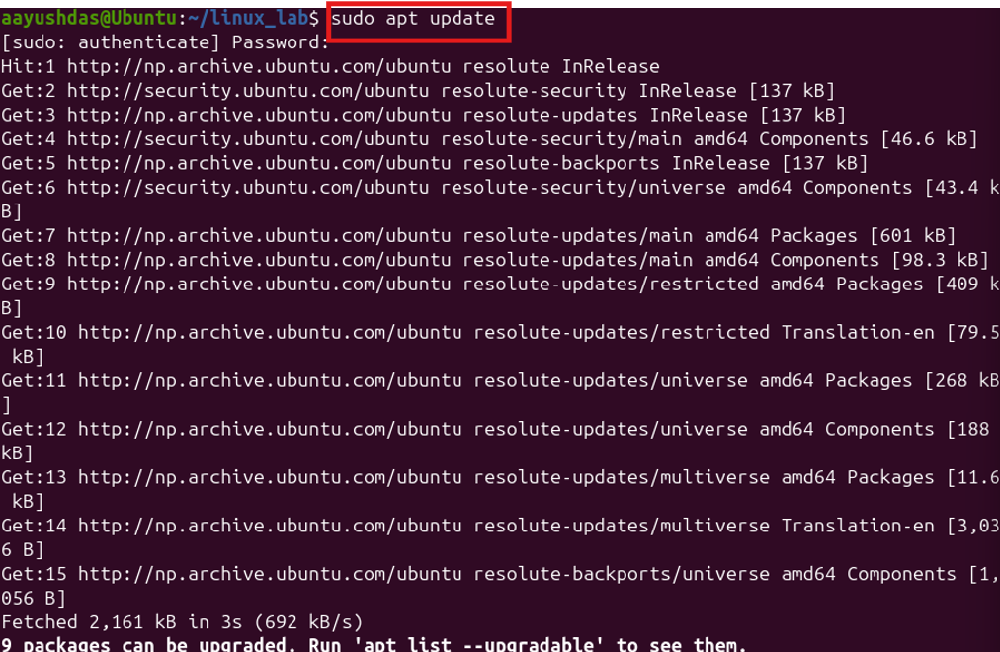 aayushdas@Ubuntu:~/linux_lab$ sudo apt update
[sudo: authenticate] Password:
Hit:1 http://np.archive.ubuntu.com/ubuntu resolute InRelease
Get:2 http://security.ubuntu.com/ubuntu resolute-security InRelease [137 kB]
Get:3 http://np.archive.ubuntu.com/ubuntu resolute-updates InRelease [137 kB]
Get:4 http://security.ubuntu.com/ubuntu resolute-security/main amd64 Components [46.6 kB]
Get:5 http://np.archive.ubuntu.com/ubuntu resolute-backports InRelease [137 kB]
Get:6 http://security.ubuntu.com/ubuntu resolute-security/universe amd64 Components [43.4 k
B]
Get:7 http://np.archive.ubuntu.com/ubuntu resolute-updates/main amd64 Packages [601 kB]
Get:8 http://np.archive.ubuntu.com/ubuntu resolute-updates/main amd64 Components [98.3 kB]
Get:9 http://np.archive.ubuntu.com/ubuntu resolute-updates/restricted amd64 Packages [409 k
B]
Get:10 http://np.archive.ubuntu.com/ubuntu resolute-updates/restricted Translation-en [79.5
 kB]
Get:11 http://np.archive.ubuntu.com/ubuntu resolute-updates/universe amd64 Packages [268 kB
]
Get:12 http://np.archive.ubuntu.com/ubuntu resolute-updates/universe amd64 Components [188
kB]
Get:13 http://np.archive.ubuntu.com/ubuntu resolute-updates/multiverse amd64 Packages [11.6
 kB]
Get:14 http://np.archive.ubuntu.com/ubuntu resolute-updates/multiverse Translation-en [3,03
6 B]
Get:15 http://np.archive.ubuntu.com/ubuntu resolute-backports/universe amd64 Components [1,
056 B]
Fetched 2,161 kB in 3s (692 kB/s)
9 packages can be upgraded. Run 'apt list --upgradable' to see them.